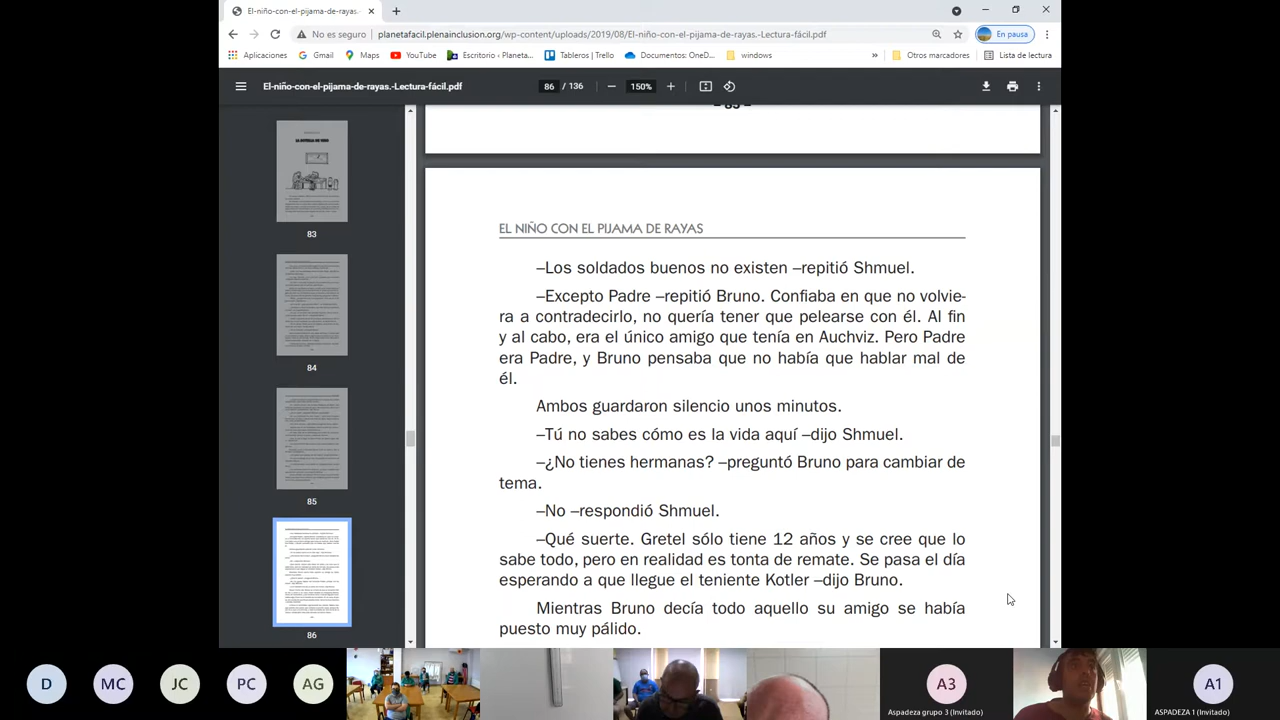 El-niño-con-el-pijama-de-rayas.-
No es seguro planetafacil.plenainclusion.org/wp-content/uploads/2019/08/El-niño-con-el-pijama-de-rayas.-Lectura-fácil.pdf En pausa
Aplicaciones Gmail Maps YouTube Escritorio - Planeta... Tableros | Trello Documentos: OneD... windows » Otros marcadores Lista de lectura
El-niño-con-el-pijama-de-rayas.-Lectura-fácil.pdf 86 / 136 150%
83
84
85
86
– 85 –
EL NIÑO CON EL PIJAMA DE RAYAS
–Los soldados buenos no existen –repitió Shmuel.
–Excepto Padre –repitió Bruno. Confiaba en que no volvie-
ra a contradecirlo, no quería tener que pelearse con él. Al fin
y al cabo, era el único amigo que tenía en Auchviz. Pero Padre
era Padre, y Bruno pensaba que no había que hablar mal de
él.
Ambos guardaron silencio unos minutos.
–Tú no sabes cómo es la vida aquí –dijo Shmuel.
–¿No tienes hermanas? –preguntó Bruno para cambiar de
tema.
–No –respondió Shmuel.
–Qué suerte. Gretel sólo tiene 12 años y se cree que lo
sabe todo, pero en realidad es tonta de remate. Se pasa el día
esperando a que llegue el teniente Kotler –dijo Bruno.
Mientras Bruno decía todo aquello su amigo se había
puesto muy pálido.
D MC JC PC AG A3 A1
Aspadeza grupo 3 (Invitado) ASPADEZA 1 (Invitado)